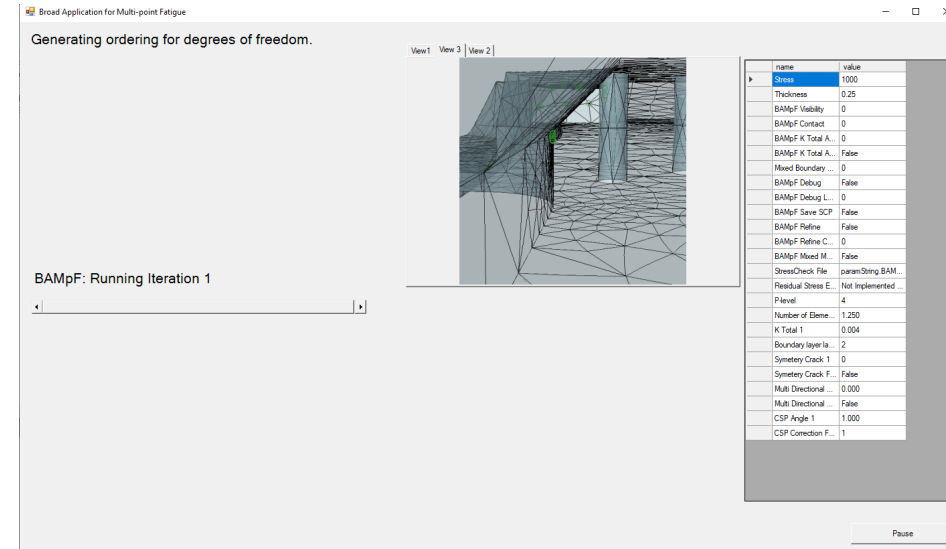 Broad Application for Multi-point Fatigue
Generating ordering for degrees of freedom.
View1 View 3 View 2
name value
Stress 1000
Thickness 0.25
BAMpF Visibility 0
BAMpF Contact 0
BAMpF K Total A... 0
BAMpF K Total A... False
Mixed Boundary ... 0
BAMpF Debug False
BAMpF Debug L... 0
BAMpF Save SCP False
BAMpF Refine False
BAMpF Refine C... 0
BAMpF Mixed M... False
StressCheck File paramString.BAM...
Residual Stress E... Not Implemented ...
P-level 4
Number of Eleme... 1.250
K Total 1 0.004
Boundary layer la... 2
Symetery Crack 1 0
Symetery Crack F... False
Multi Directional ... 0.000
Multi Directional ... False
CSP Angle 1 1.000
CSP Correction F... 1
BAMpF: Running Iteration 1
Pause